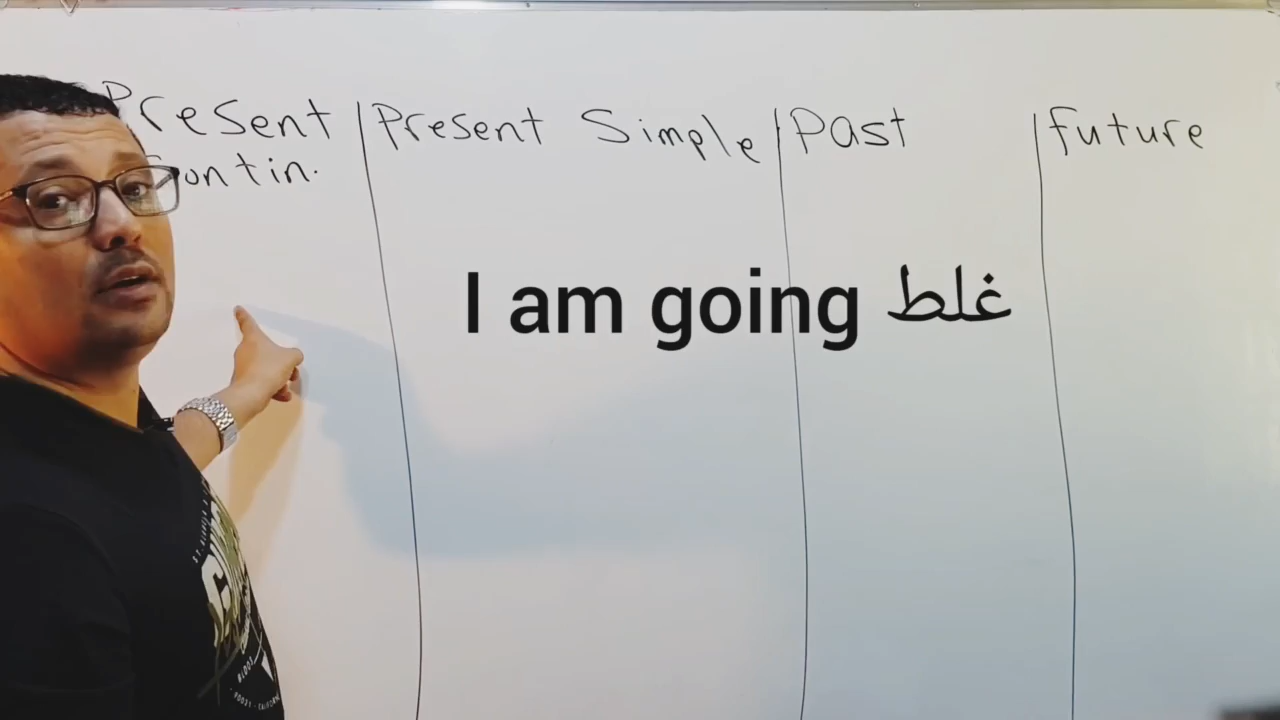 Present
Contin.
Present Simple
Past
future
I am going غلط